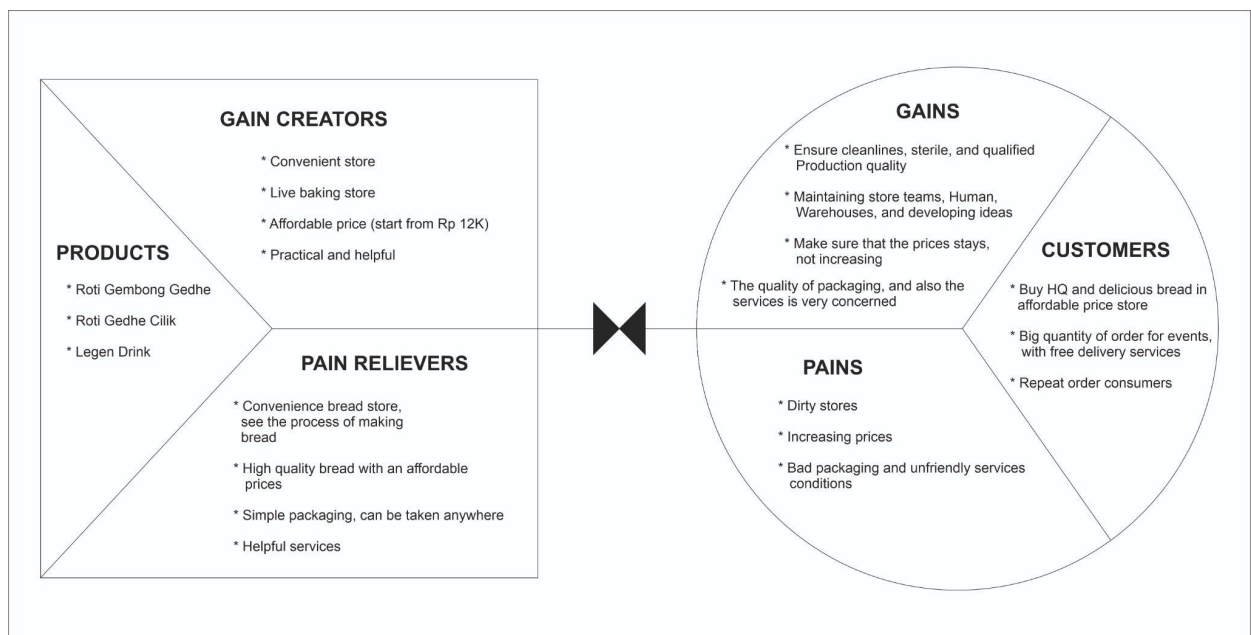 GAIN CREATORS
* Convenient store
* Live baking store
* Affordable price (start from Rp 12K)
* Practical and helpful
PRODUCTS
* Roti Gembong Gedhe
* Roti Gedhe Cilik
* Legen Drink
PAIN RELIEVERS
* Convenience bread store,
see the process of making
bread
* High quality bread with an affordable
prices
* Simple packaging, can be taken anywhere
* Helpful services
GAINS
* Ensure cleanlines, sterile, and qualified
Production quality
* Maintaining store teams, Human,
Warehouses, and developing ideas
* Make sure that the prices stays,
not increasing
* The quality of packaging, and also the
services is very concerned
CUSTOMERS
* Buy HQ and delicious bread in
affordable price store
* Big quantity of order for events,
with free delivery services
* Repeat order consumers
PAINS
* Dirty stores
* Increasing prices
* Bad packaging and unfriendly services
conditions